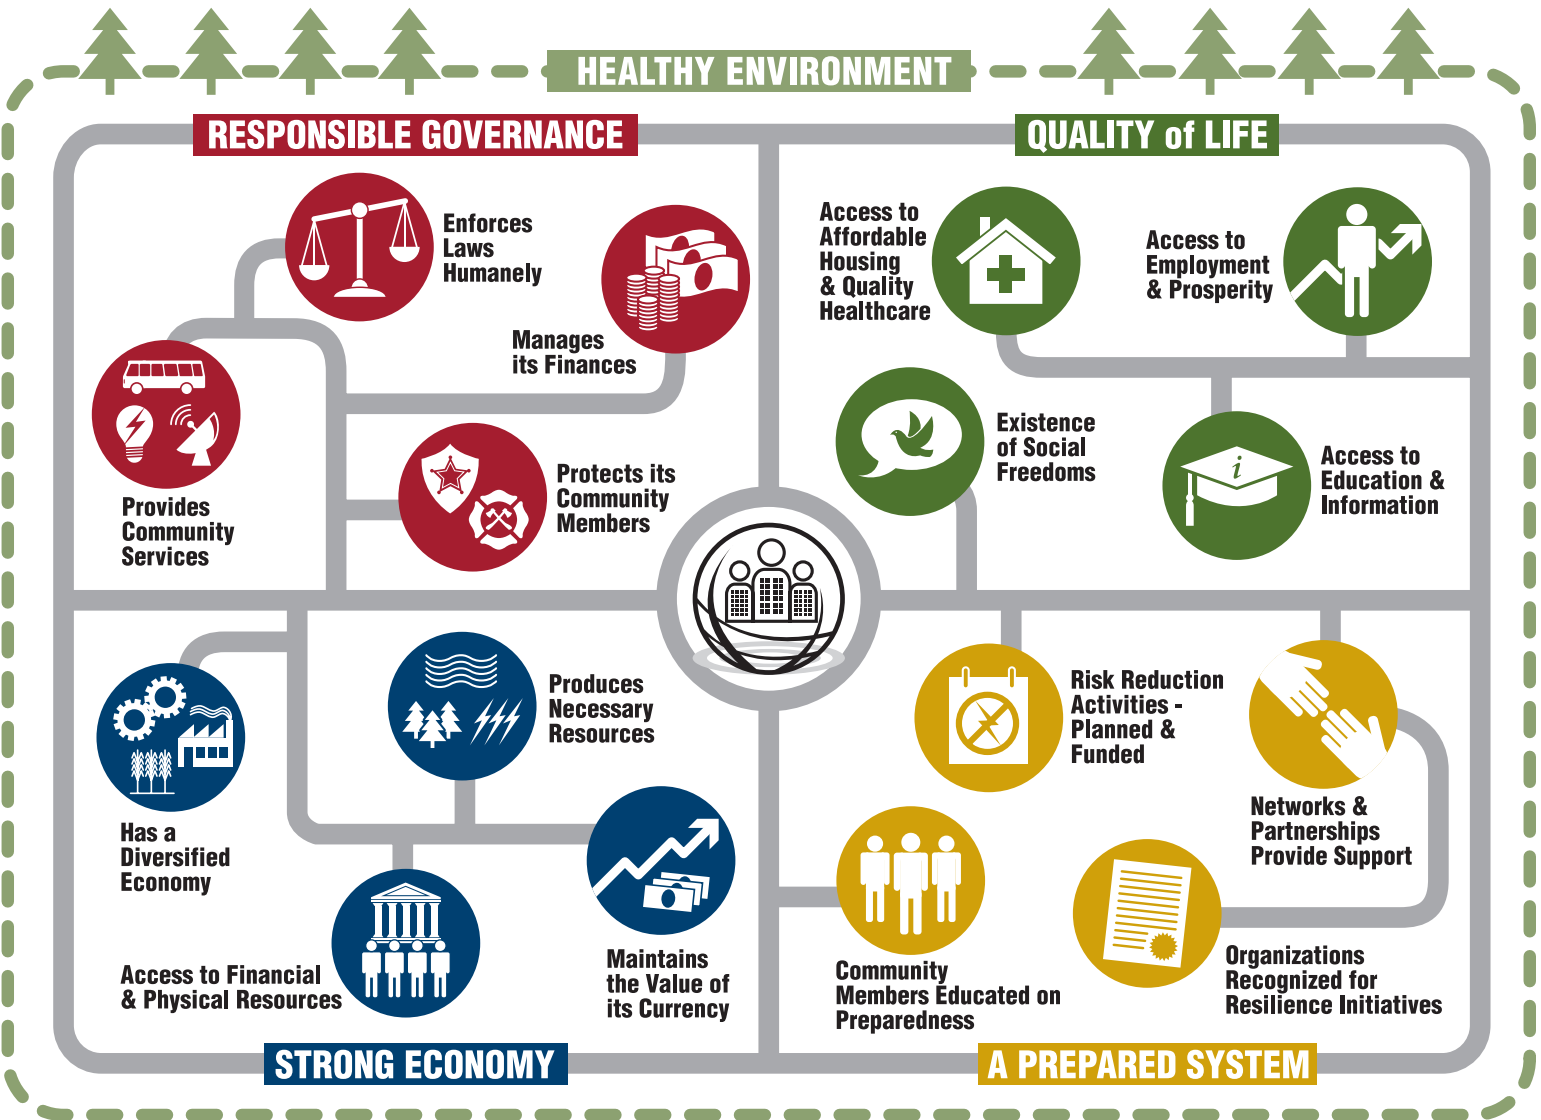 HEALTHY ENVIRONMENT
RESPONSIBLE GOVERNANCE
Enforces
Laws
Humanely
Manages
its Finances
Provides
Community
Services
Protects its
Community
Members
QUALITY of LIFE
Access to
Affordable
Housing
& Quality
Healthcare
Access to
Employment
& Prosperity
Existence
of Social
Freedoms
i
Access to
Education &
Information
Produces
Necessary
Resources
Has a
Diversified
Economy
Access to Financial
& Physical Resources
Maintains
the Value of
its Currency
STRONG ECONOMY
Risk Reduction
Activities -
Planned &
Funded
Networks &
Partnerships
Provide Support
Community
Members Educated on
Preparedness
Organizations
Recognized for
Resilience Initiatives
A PREPARED SYSTEM